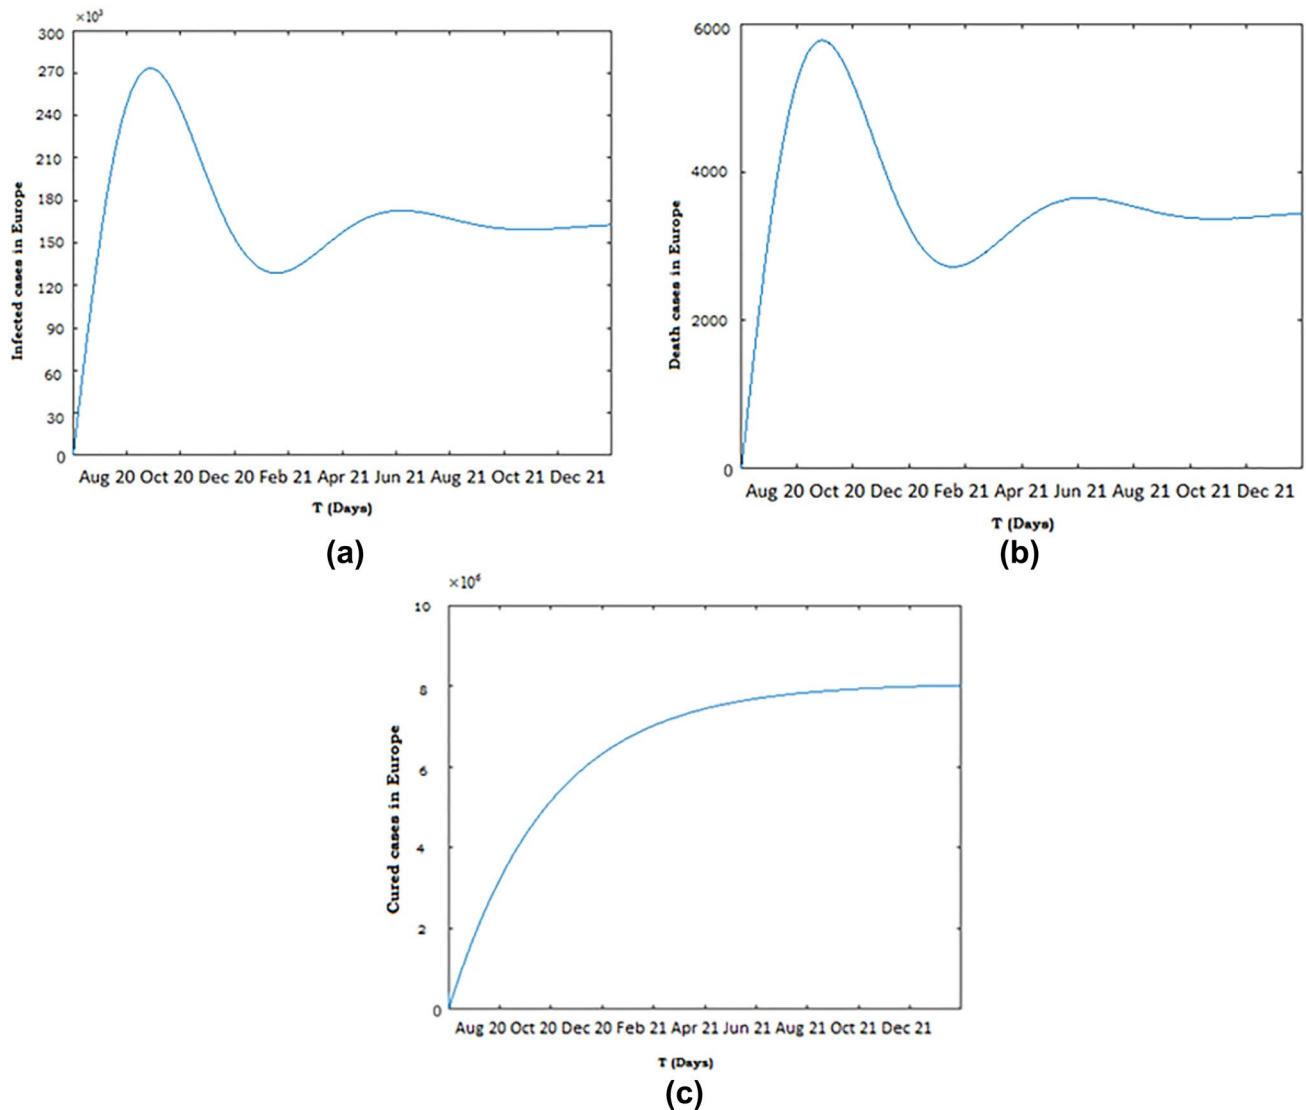 ×10³
300
270
240
210
180
150
120
90
60
30
0
Infected cases in Europe
Aug 20 Oct 20 Dec 20 Feb 21 Apr 21 Jun 21 Aug 21 Oct 21 Dec 21
T (Days)
(a)
6000
4000
2000
0
Death cases in Europe
Aug 20 Oct 20 Dec 20 Feb 21 Apr 21 Jun 21 Aug 21 Oct 21 Dec 21
T (Days)
(b)
×10⁶
10
8
6
4
2
0
Cured cases in Europe
Aug 20 Oct 20 Dec 20 Feb 21 Apr 21 Jun 21 Aug 21 Oct 21 Dec 21
T (Days)
(c)